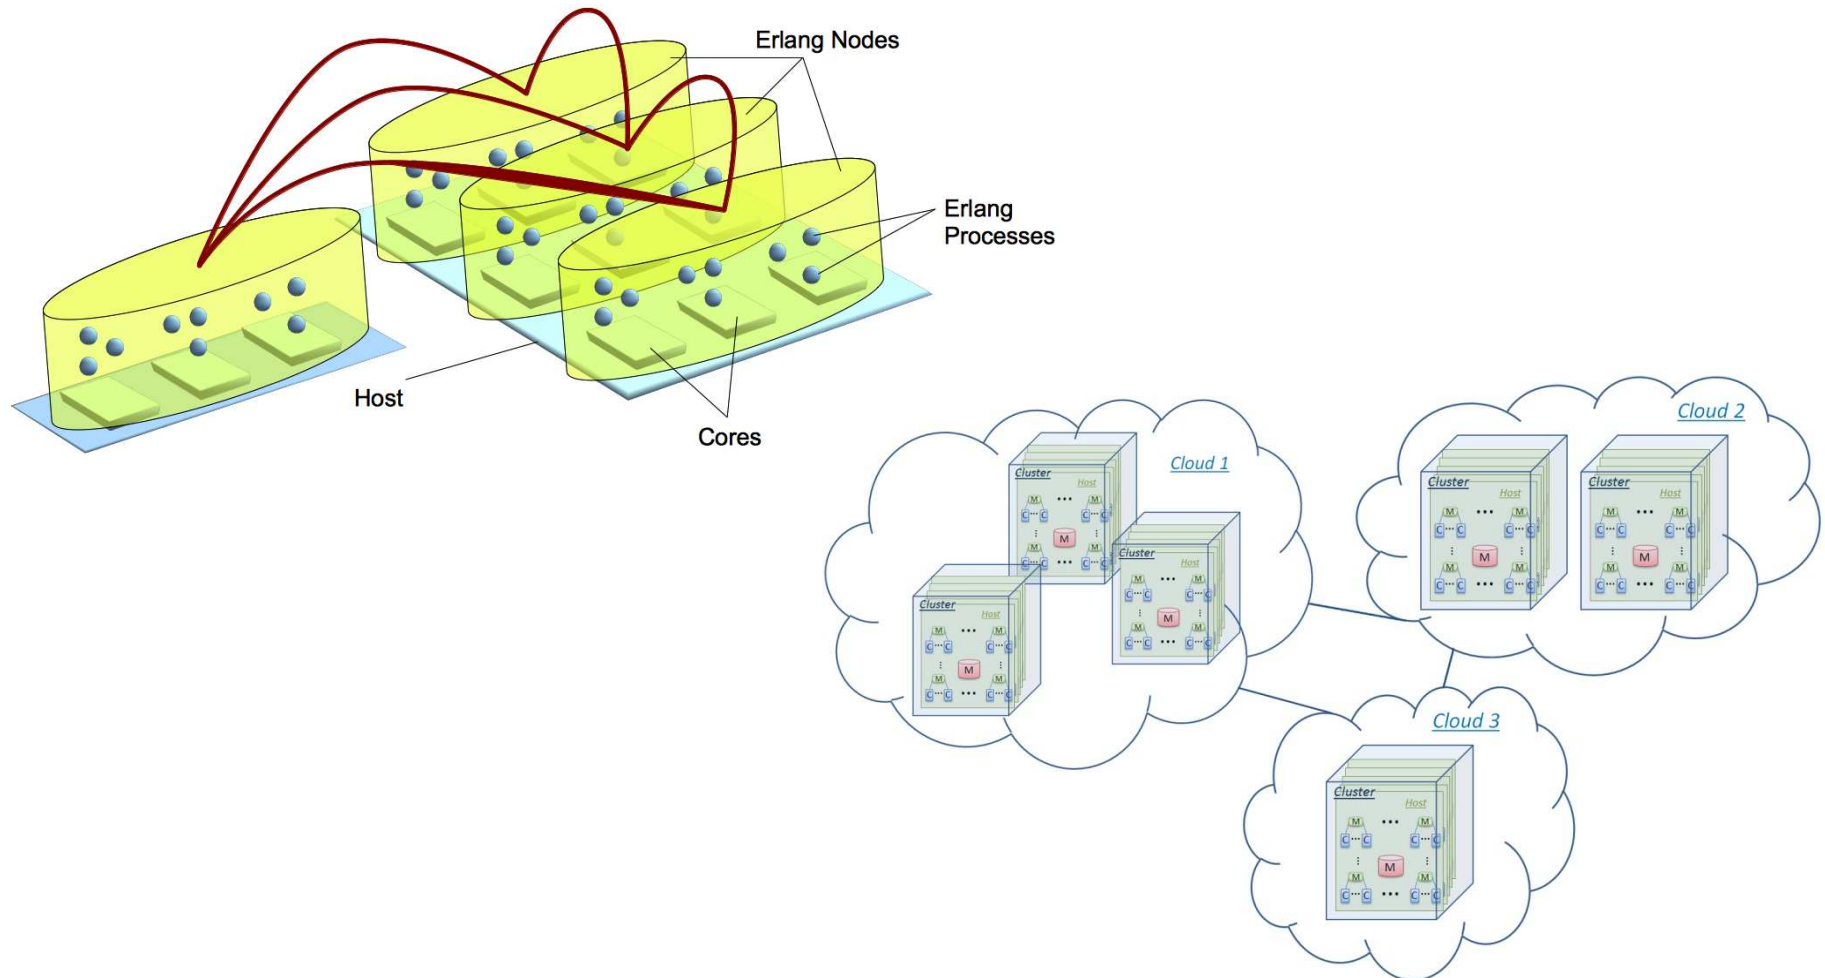 Erlang Nodes
Erlang
Processes
Host
Cores
Cloud 1
Cluster
Host
M ••• M
C ••• C C ••• C
M
M M
C ••• C ••• C ••• C
Cluster
Host
M ••• M
C ••• C C ••• C
M
M M
C ••• C ••• C ••• C
Cluster
Host
M ••• M
C ••• C C ••• C
M
M M
C ••• C ••• C ••• C
Cloud 2
Cluster
Host
M ••• M
C ••• C C ••• C
M
M M
C ••• C ••• C ••• C
Cluster
Host
M ••• M
C ••• C C ••• C
M
M M
C ••• C ••• C ••• C
Cloud 3
Cluster
Host
M ••• M
C ••• C C ••• C
M
M M
C ••• C ••• C ••• C